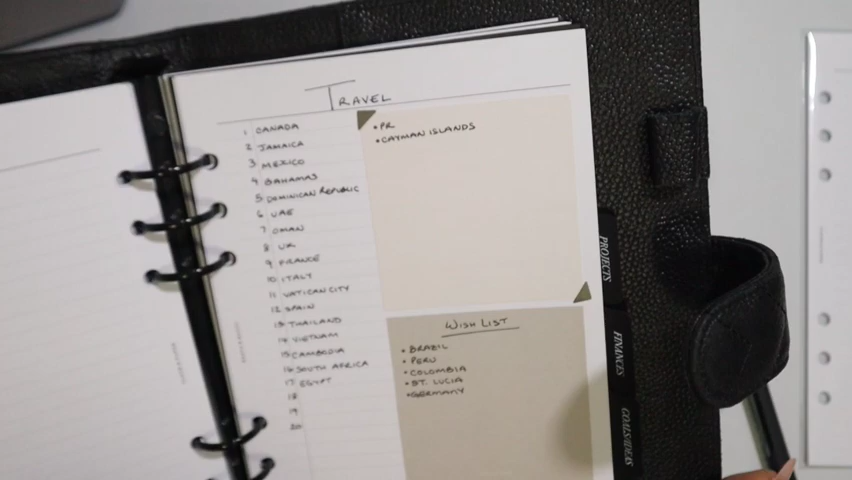 TRAVEL
1 CANADA
2 JAMAICA
3 MEXICO
4 BAHAMAS
5 DOMINICAN REPUBLIC
6 UAE
7 OMAN
8 UK
9 FRANCE
10 ITALY
11 VATICAN CITY
12 SPAIN
13 THAILAND
14 VIETNAM
15 CAMBODIA
16 SOUTH AFRICA
17 EGYPT
18
19
20
• PR
• CAYMAN ISLANDS
WISH LIST
• BRAZIL
• PERU
• COLOMBIA
• ST. LUCIA
• GERMANY
PROJECTS
FINANCES
GOALS/IDEAS